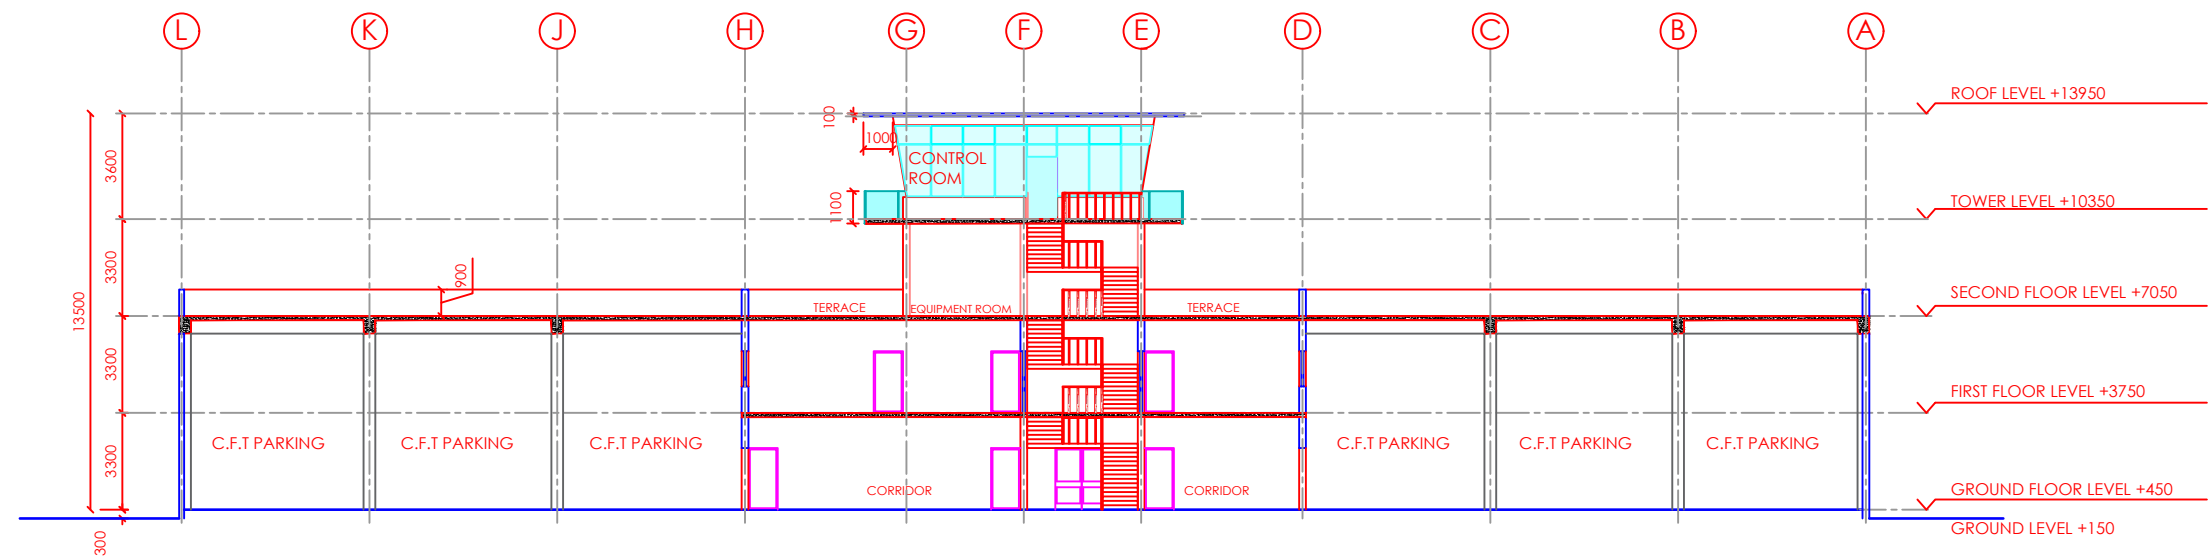 L K J H G F E D C B A
ROOF LEVEL +13950
100
1000
3600
CONTROL
ROOM
TOWER LEVEL +10350
1100
3300
900
SECOND FLOOR LEVEL +7050
13500
TERRACE
EQUIPMENT ROOM
TERRACE
3300
FIRST FLOOR LEVEL +3750
C.F.T PARKING C.F.T PARKING C.F.T PARKING C.F.T PARKING C.F.T PARKING C.F.T PARKING
3300
CORRIDOR CORRIDOR
GROUND FLOOR LEVEL +450
GROUND LEVEL +150
300